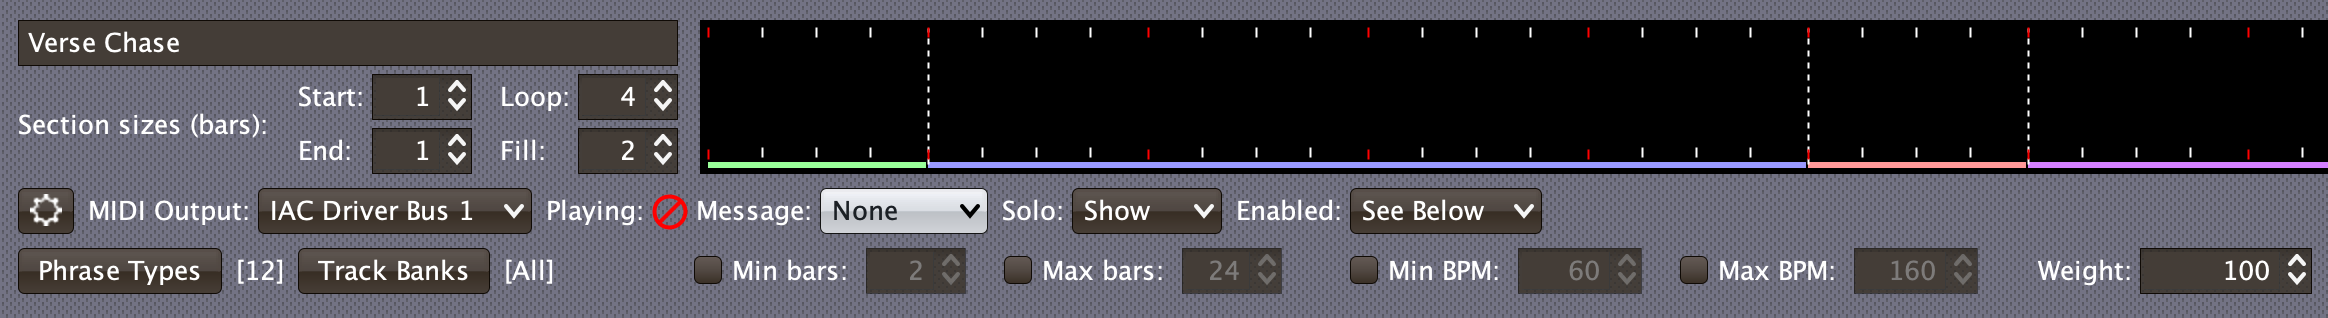 Verse Chase
Section sizes (bars): Start: 1 Loop: 4
End: 1 Fill: 2
MIDI Output: IAC Driver Bus 1 Playing: Message: None Solo: Show Enabled: See Below
Phrase Types [12] Track Banks [All] Min bars: 2 Max bars: 24 Min BPM: 60 Max BPM: 160 Weight: 100